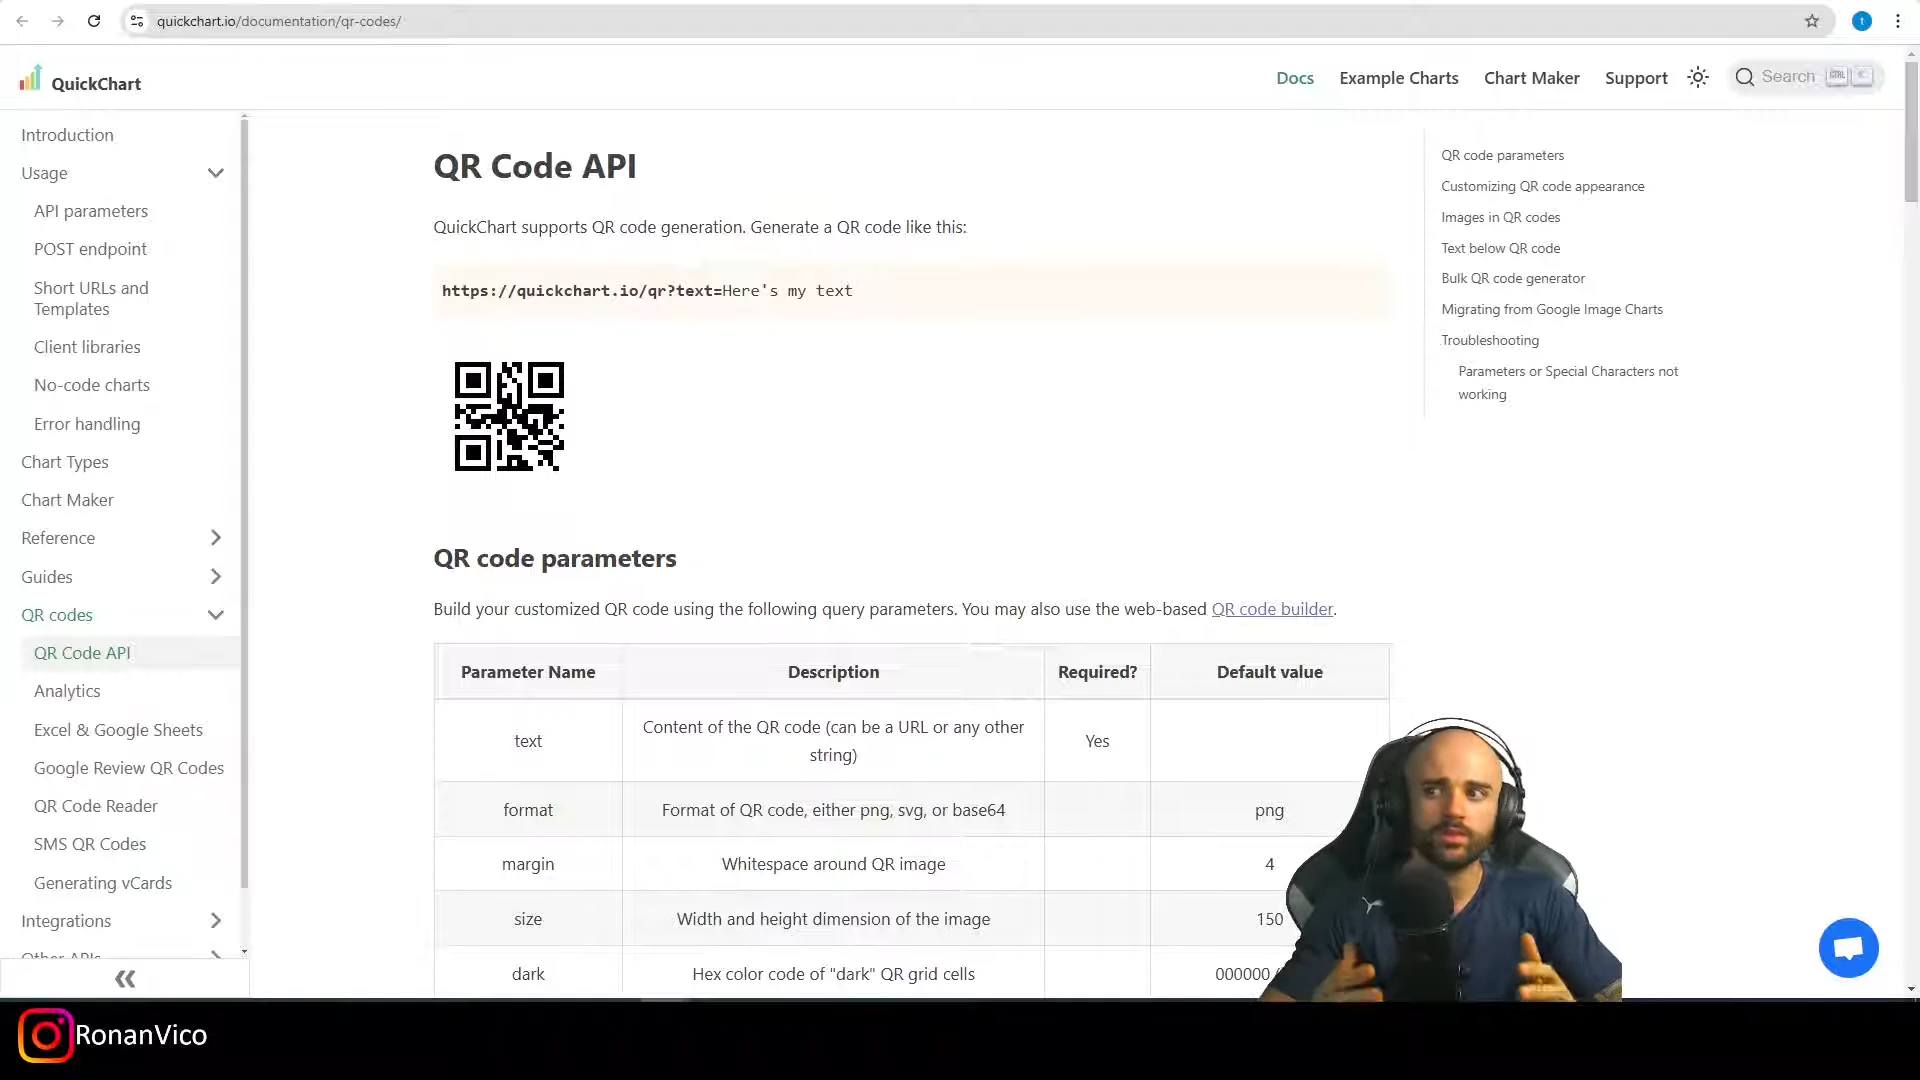 quickchart.io/documentation/qr-codes/
t
QuickChart
Docs
Example Charts
Chart Maker
Support
Search
CTRL
Introduction
Usage
API parameters
POST endpoint
Short URLs and
Templates
Client libraries
No-code charts
Error handling
Chart Types
Chart Maker
Reference
Guides
QR codes
QR Code API
Analytics
Excel & Google Sheets
Google Review QR Codes
QR Code Reader
SMS QR Codes
Generating vCards
Integrations
Other APIs
QR Code API
QuickChart supports QR code generation. Generate a QR code like this:
https://quickchart.io/qr?text=Here's my text
QR code parameters
Build your customized QR code using the following query parameters. You may also use the web-based QR code builder.
Parameter Name Description Required? Default value
text Content of the QR code (can be a URL or any other
string) Yes
format Format of QR code, either png, svg, or base64 png
margin Whitespace around QR image 4
size Width and height dimension of the image 150
dark Hex color code of "dark" QR grid cells 000000
QR code parameters
Customizing QR code appearance
Images in QR codes
Text below QR code
Bulk QR code generator
Migrating from Google Image Charts
Troubleshooting
Parameters or Special Characters not
working
RonanVico